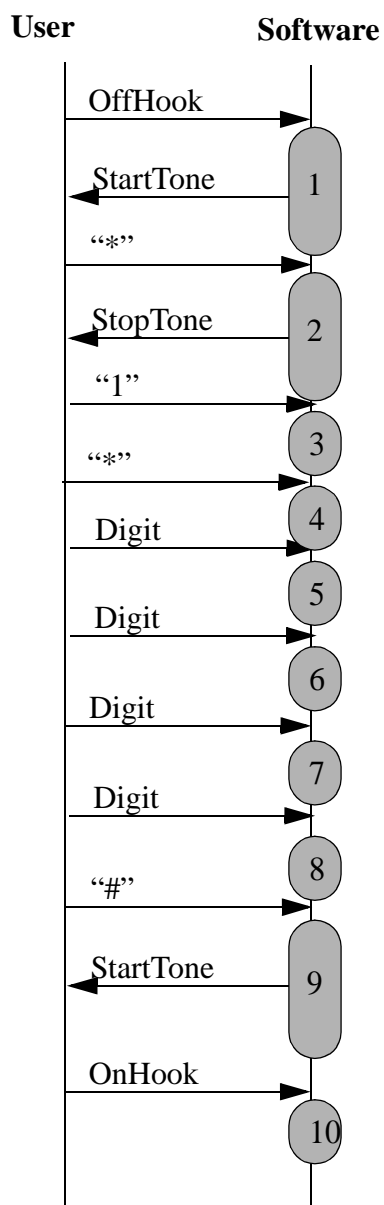 User
Software
OffHook
1
StartTone
“*”
2
StopTone
“1”
3
“*”
4
Digit
5
Digit
6
Digit
7
Digit
8
“#”
StartTone
9
OnHook
10